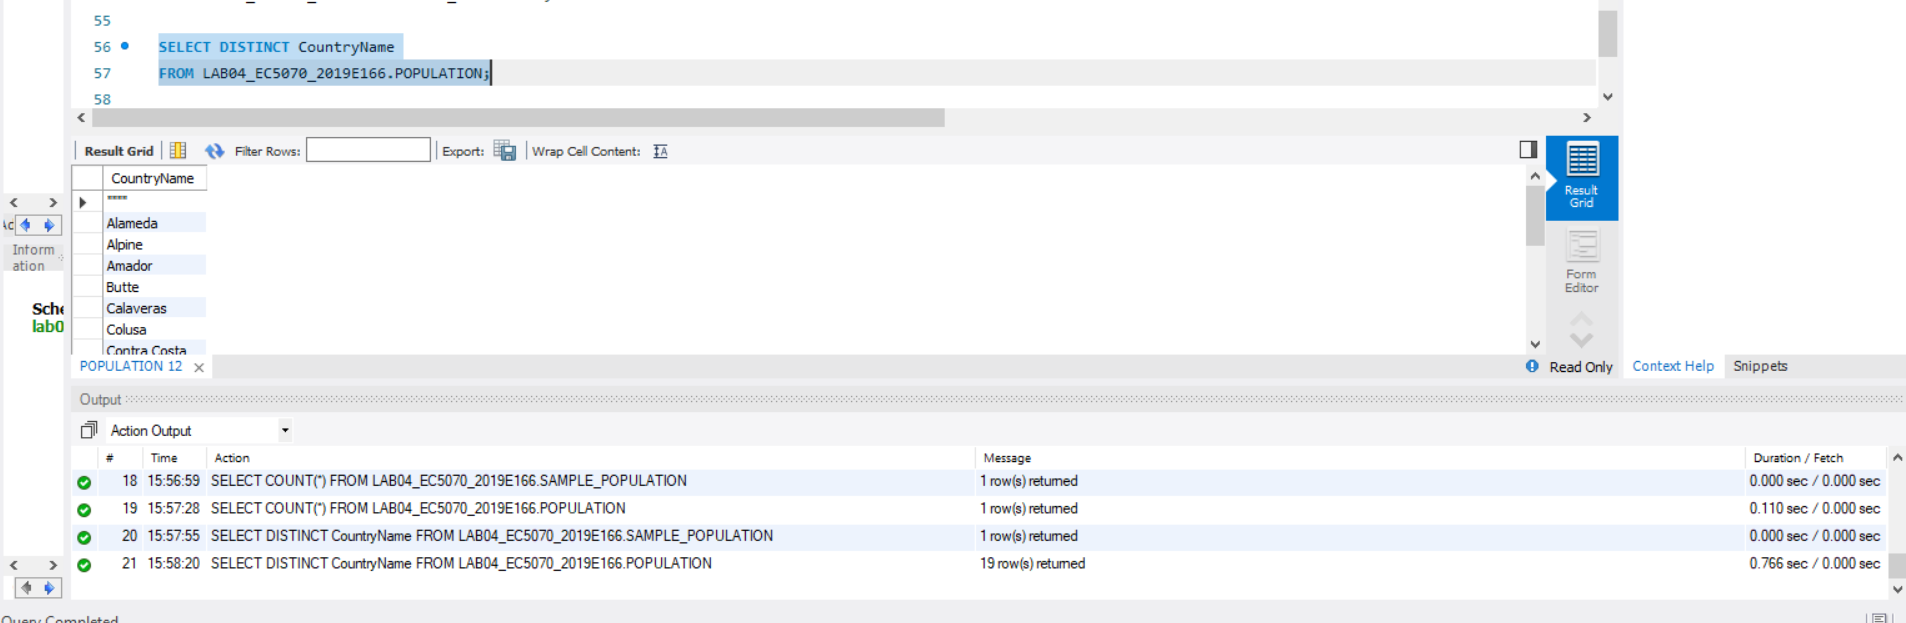 55
56 SELECT DISTINCT CountryName
57 FROM LAB04_EC5070_2019E166.POPULATION;
58
Result Grid Filter Rows: Export: Wrap Cell Content:
CountryName
""""
Alameda
Alpine
Amador
Butte
Calaveras
Colusa
Contra Costa
Result Grid
Form Editor
Inform
ation
Sche
lab0
POPULATION 12
Read Only
Context Help Snippets
Output
Action Output
# Time Action Message Duration / Fetch
18 15:56:59 SELECT COUNT(*) FROM LAB04_EC5070_2019E166.SAMPLE_POPULATION 1 row(s) returned 0.000 sec / 0.000 sec
19 15:57:28 SELECT COUNT(*) FROM LAB04_EC5070_2019E166.POPULATION 1 row(s) returned 0.110 sec / 0.000 sec
20 15:57:55 SELECT DISTINCT CountryName FROM LAB04_EC5070_2019E166.SAMPLE_POPULATION 1 row(s) returned 0.000 sec / 0.000 sec
21 15:58:20 SELECT DISTINCT CountryName FROM LAB04_EC5070_2019E166.POPULATION 19 row(s) returned 0.766 sec / 0.000 sec
Query Completed